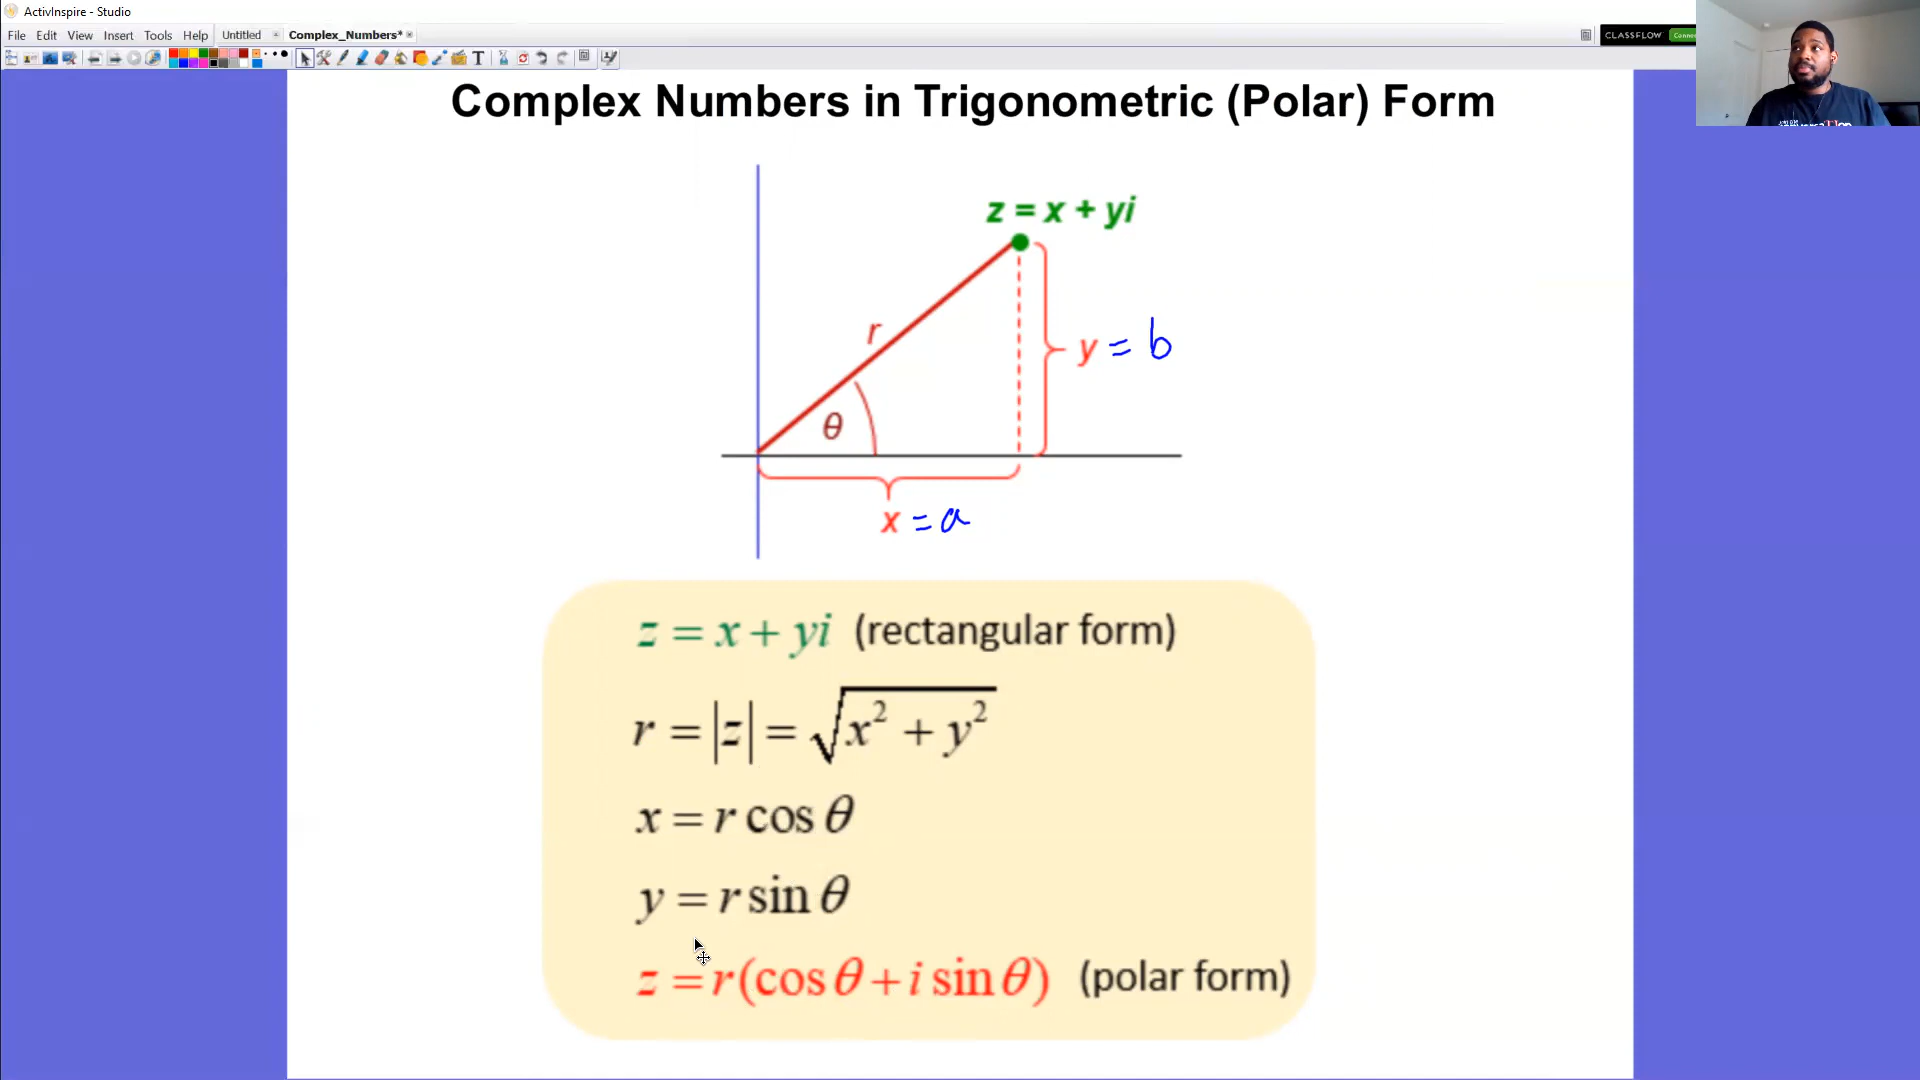 ActivInspire - Studio
File Edit View Insert Tools Help Untitled Complex_Numbers* CLASSFLOW
Complex Numbers in Trigonometric (Polar) Form
z = x + yi
r
y = b
θ
x = a
z = x + yi (rectangular form)
r = |z| = √x² + y²
x = r cos θ
y = r sin θ
z = r(cos θ + i sin θ) (polar form)